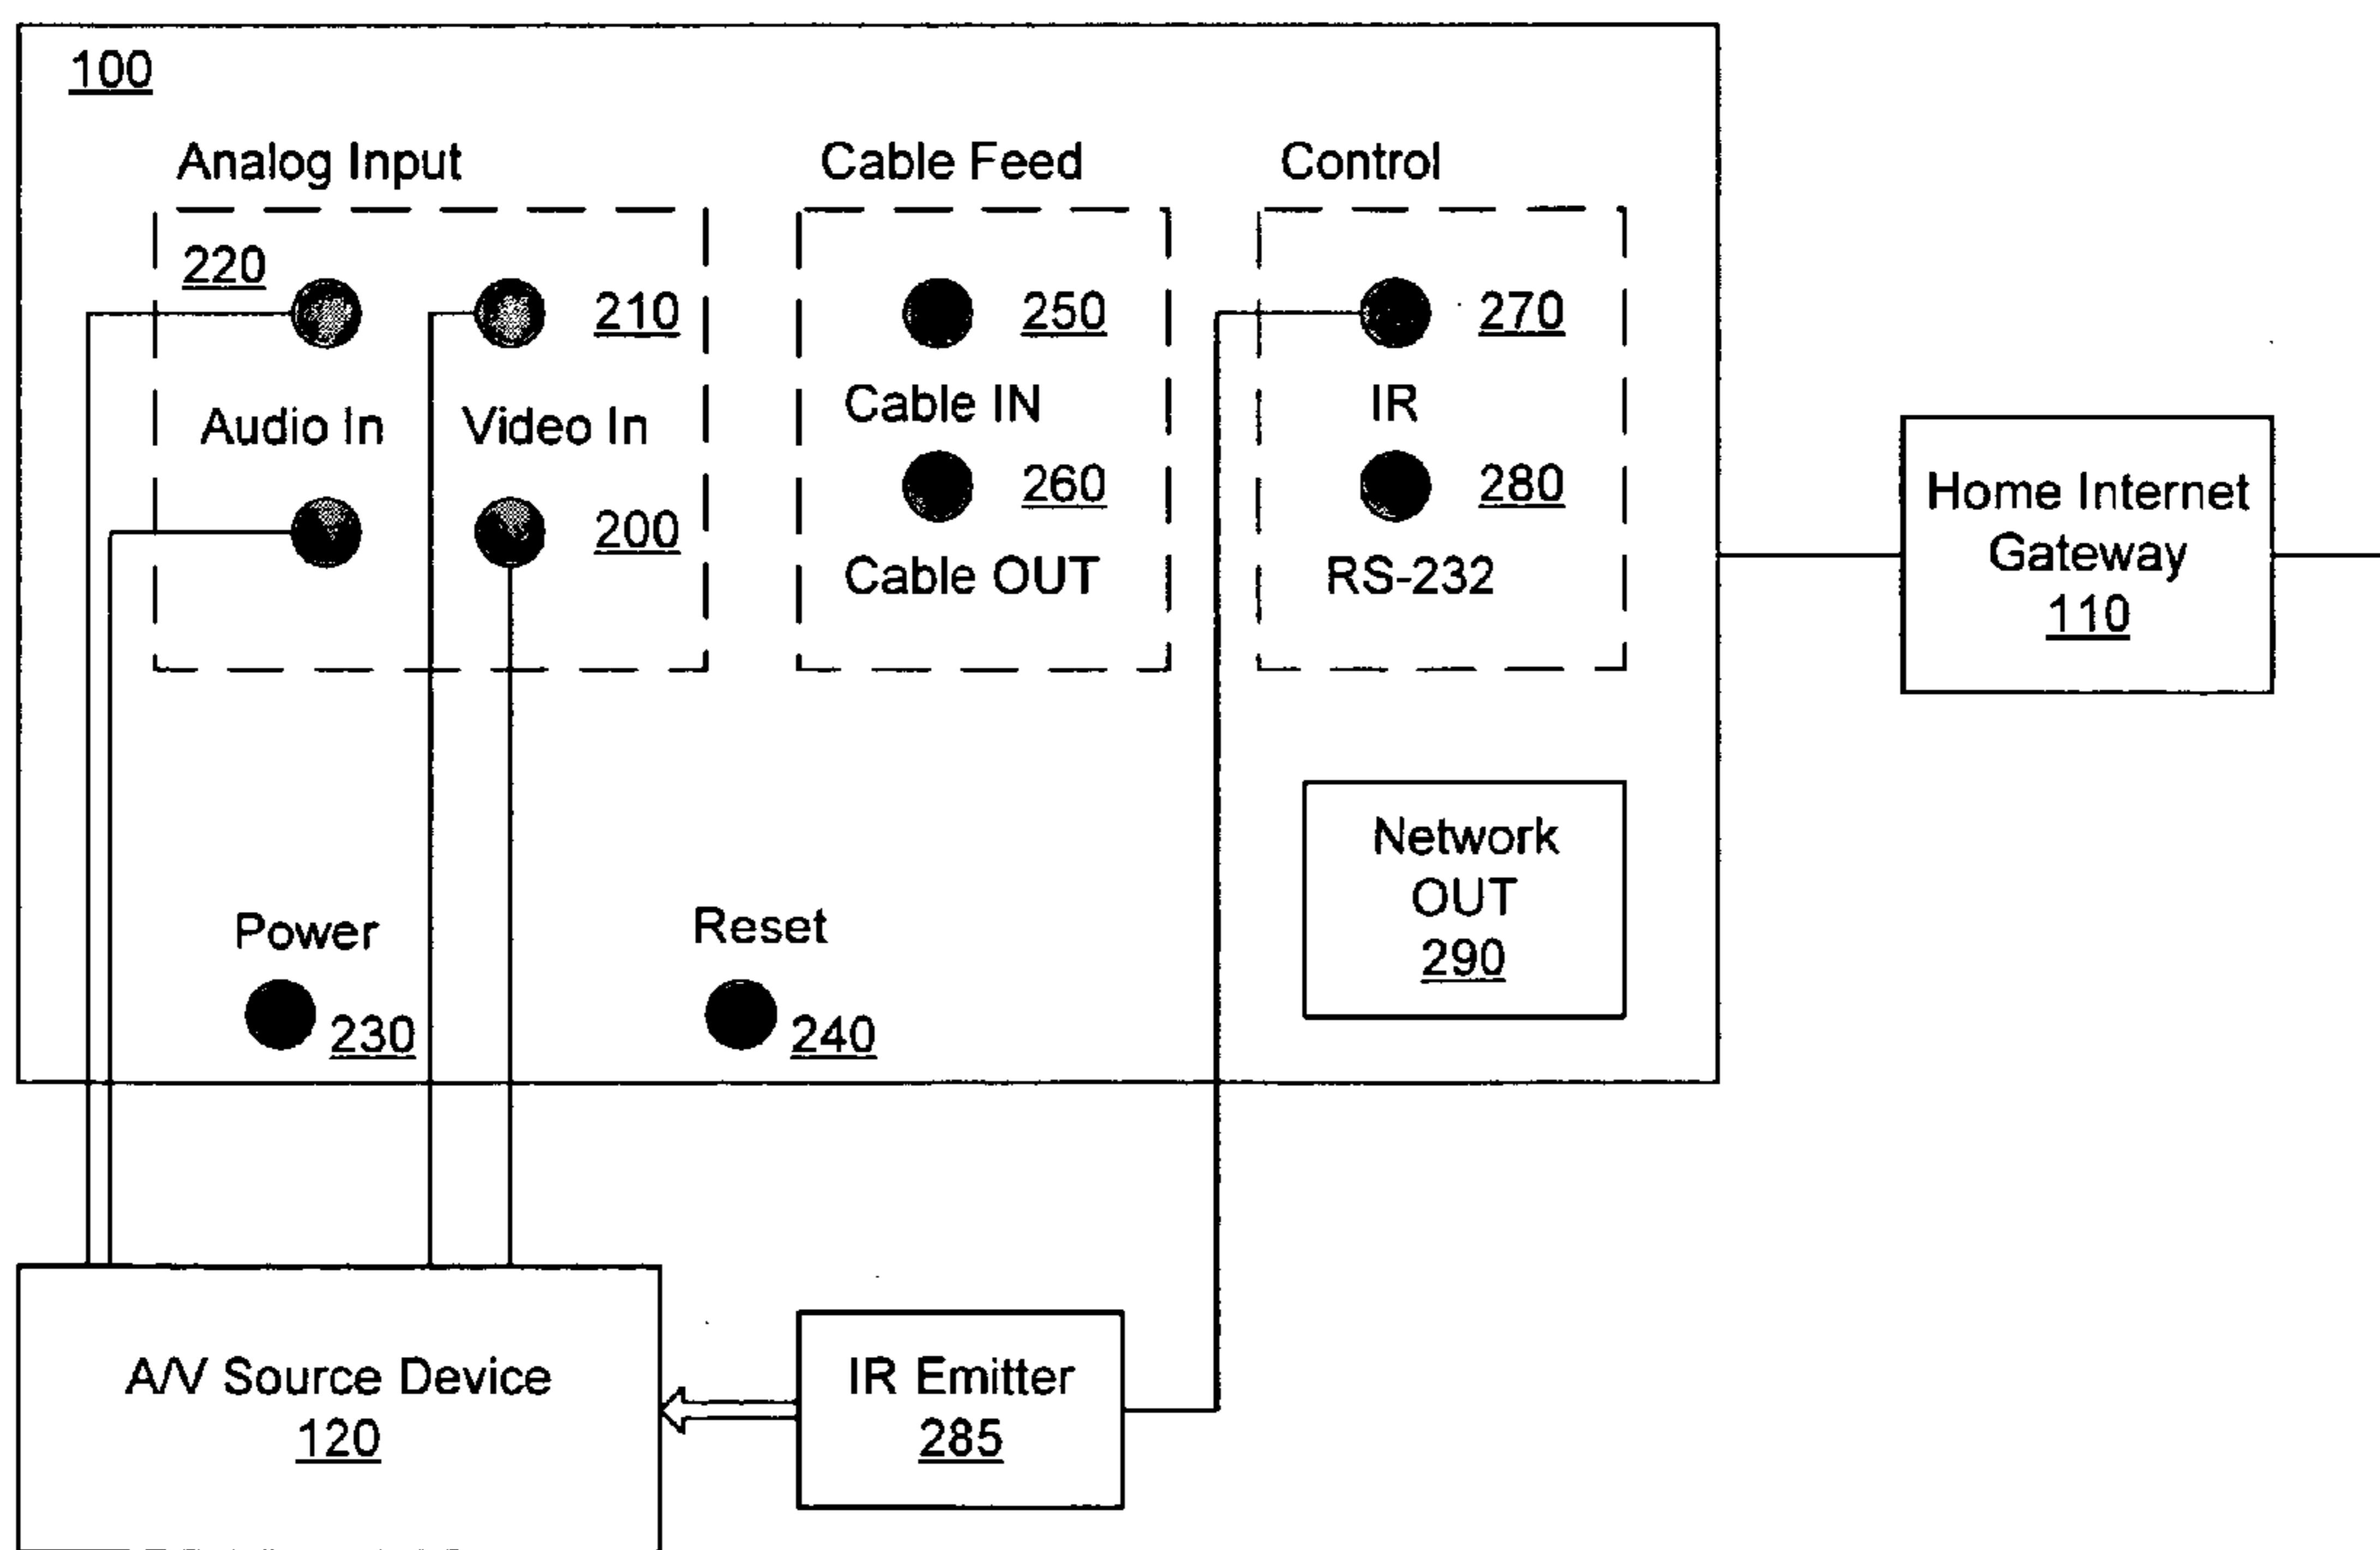 100
Analog Input
Cable Feed
Control
220
210
250
270
Audio In
Video In
Cable IN
IR
200
260
280
Cable OUT
RS-232
Home Internet
Gateway
110
Network
OUT
290
Power
230
Reset
240
A/V Source Device
120
IR Emitter
285